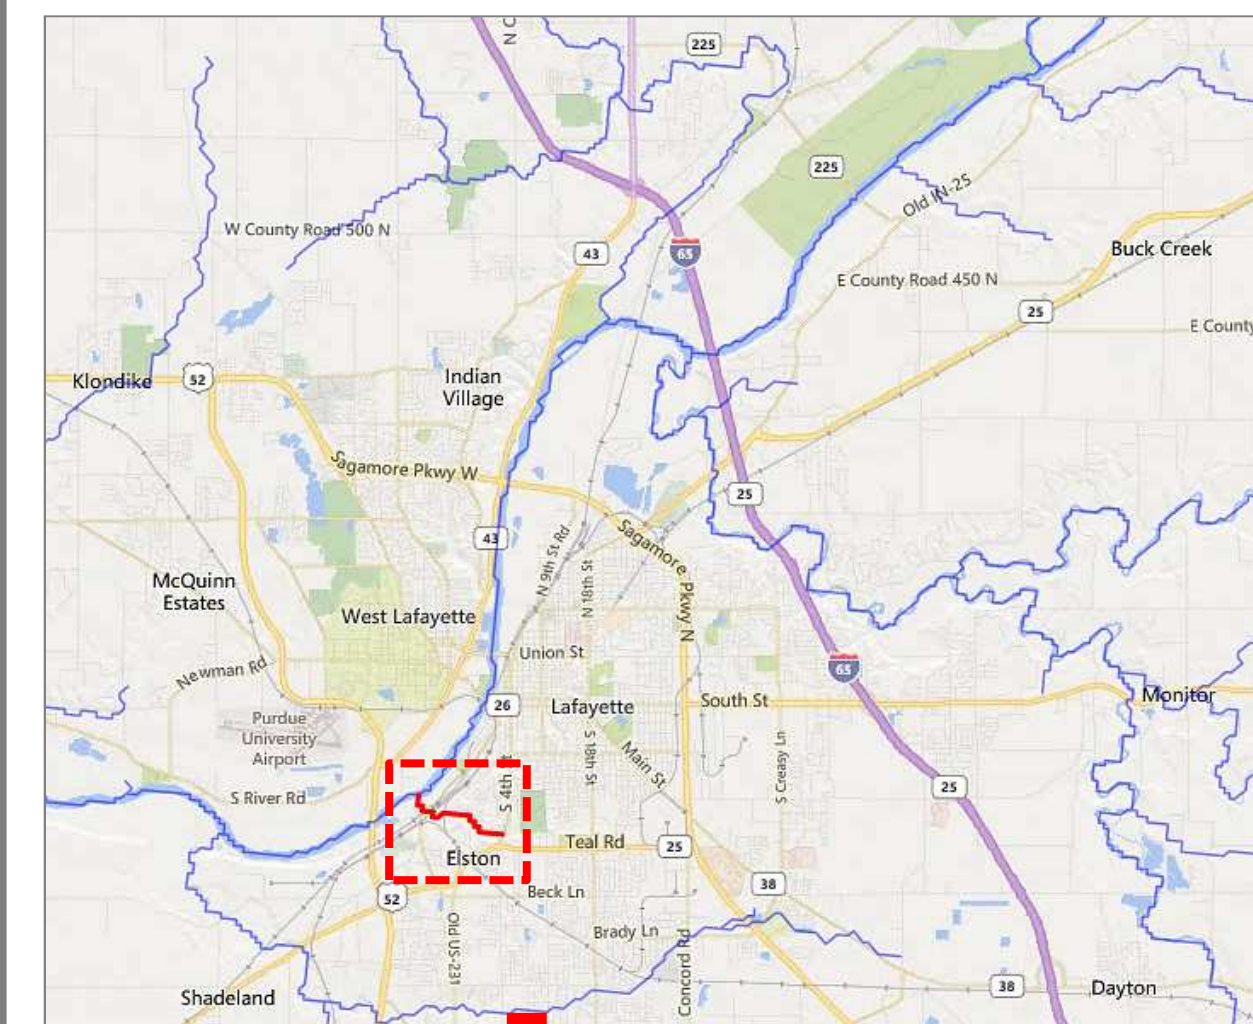 N C
225
225
Old IN-25
W County Road 500 N
43
65
Buck Creek
E County Road 450 N
25
E County
Klondike
52
Indian
Village
Sagamore Pkwy W
25
43
N 9th St Rd
N 18th St
Sagamore Pkwy N
McQuinn
Estates
West Lafayette
Union St
65
Newman Rd
26
Lafayette
South St
Monitor
Purdue
University
Airport
S 18th St
Main St
S Creasy Ln
S River Rd
S 4th
25
Teal Rd
25
Elston
38
52
Beck Ln
Old US-231
Brady Ln
Concord Rd
Shadeland
38
Dayton